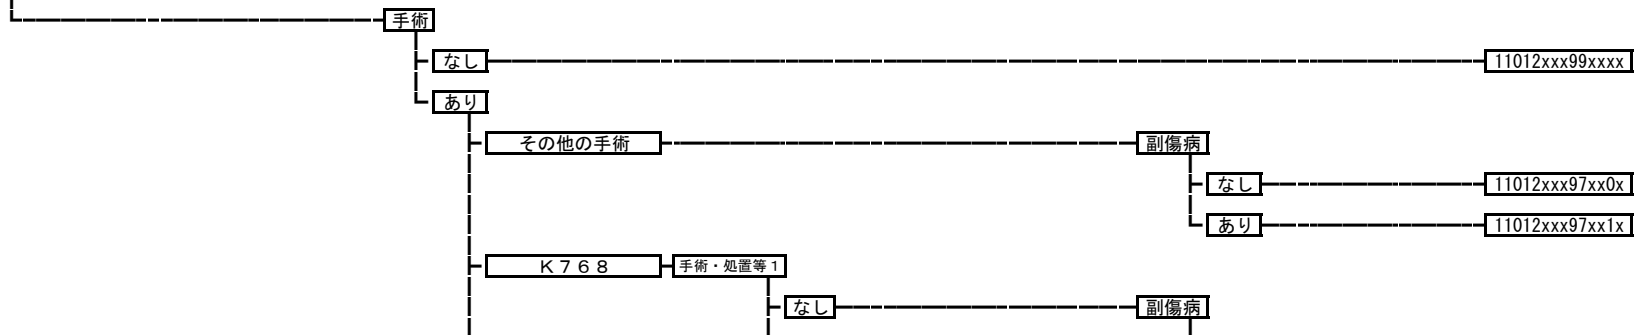 手術
なし 11012xxx99xxxx
あり
その他の手術 副傷病
なし 11012xxx97xx0x
あり 11012xxx97xx1x
K768 手術・処置等1
なし 副傷病